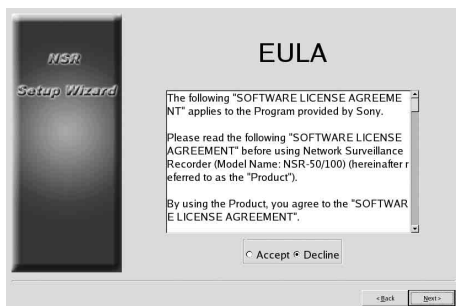 NSR
Setup Wizard
EULA
The following "SOFTWARE LICENSE AGREEME
NT" applies to the Program provided by Sony.
Please read the following "SOFTWARE LICENSE
AGREEMENT" before using Network Surveillance
Recorder (Model Name: NSR-50/100) (hereinafter r
eferred to as the "Product").
By using the Product, you agree to the "SOFTWAR
E LICENSE AGREEMENT".
Accept Decline
< Back Next >